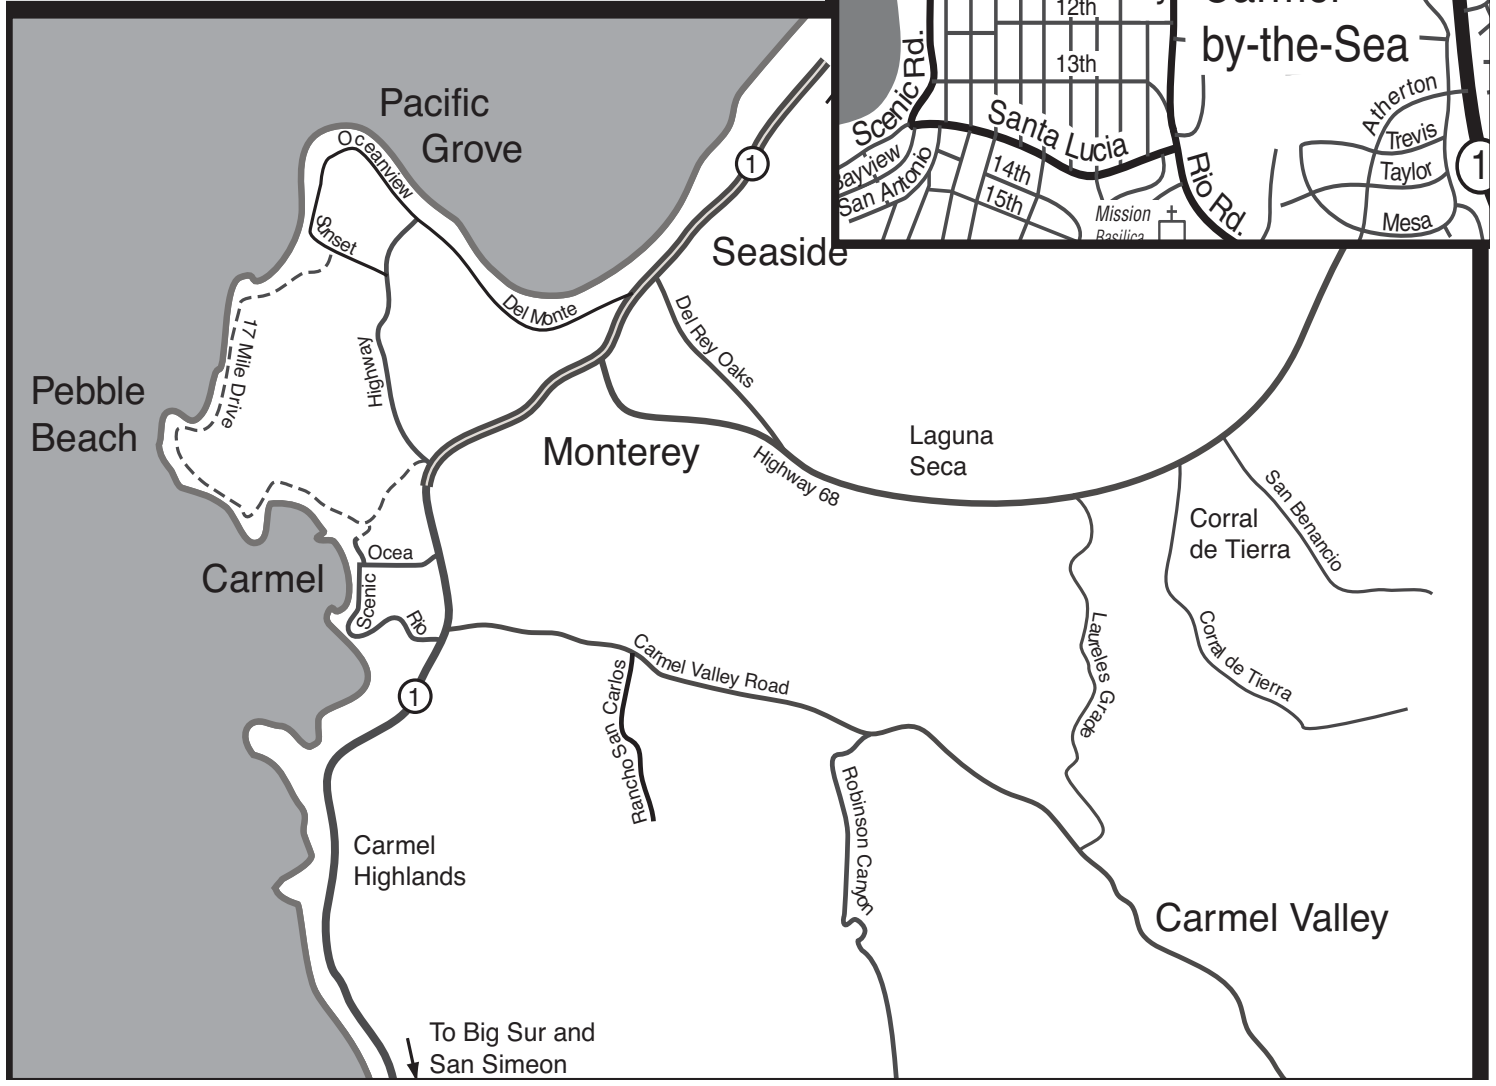 12th
by-the-Sea
13th
Scenic Rd.
Santa Lucia
Atherton
Trevis
Taylor
Mesa
1
Bayview
San Antonio
14th
15th
Rio Rd.
Mission
Basilica
Pacific
Grove
Oceanview
Sunset
1
Seaside
Del Monte
Del Rey Oaks
17 Mile Drive
Highway
Pebble
Beach
Monterey
Highway 68
Laguna
Seca
San Benancio
Corral
de Tierra
Ocea
Carmel
Scenic
Rio
Laureles Grade
Corral de Tierra
Carmel Valley Road
Rancho San Carlos
1
Robinson Canyon
Carmel
Highlands
Carmel Valley
To Big Sur and
San Simeon